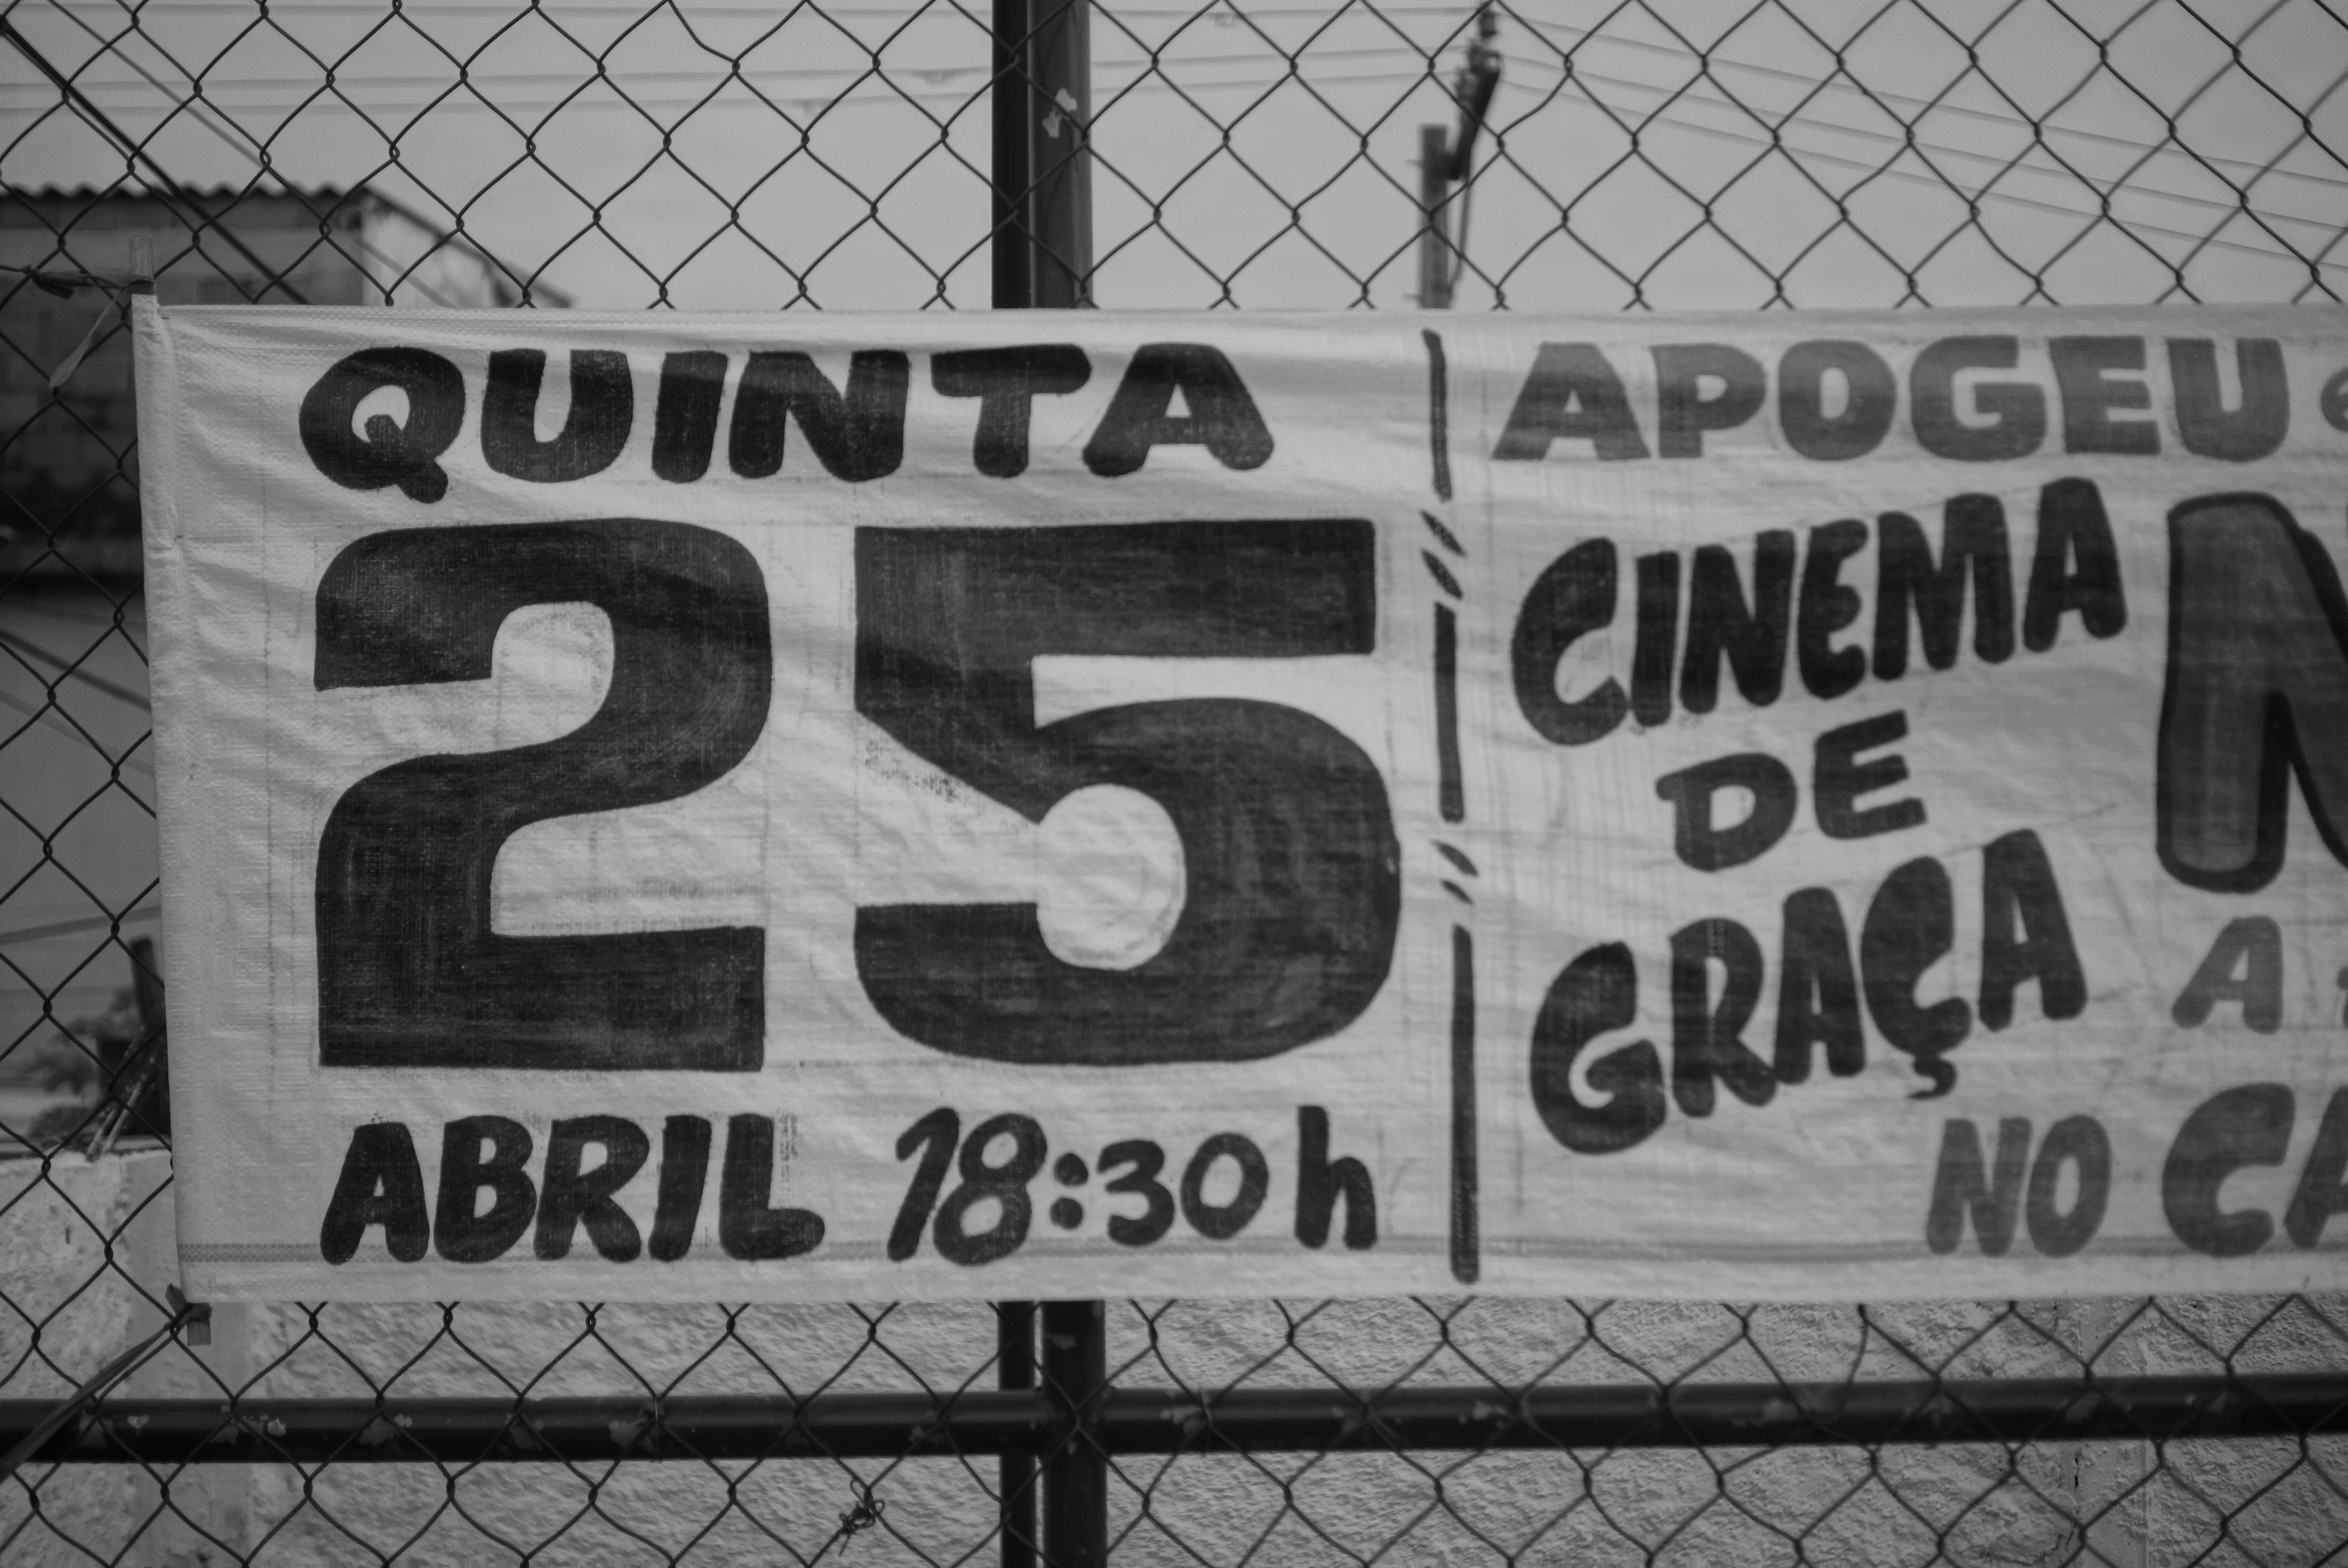 QUINTA
25
ABRIL 18:30h
APOGEU
CINEMA
DE
GRAÇA
A
NO